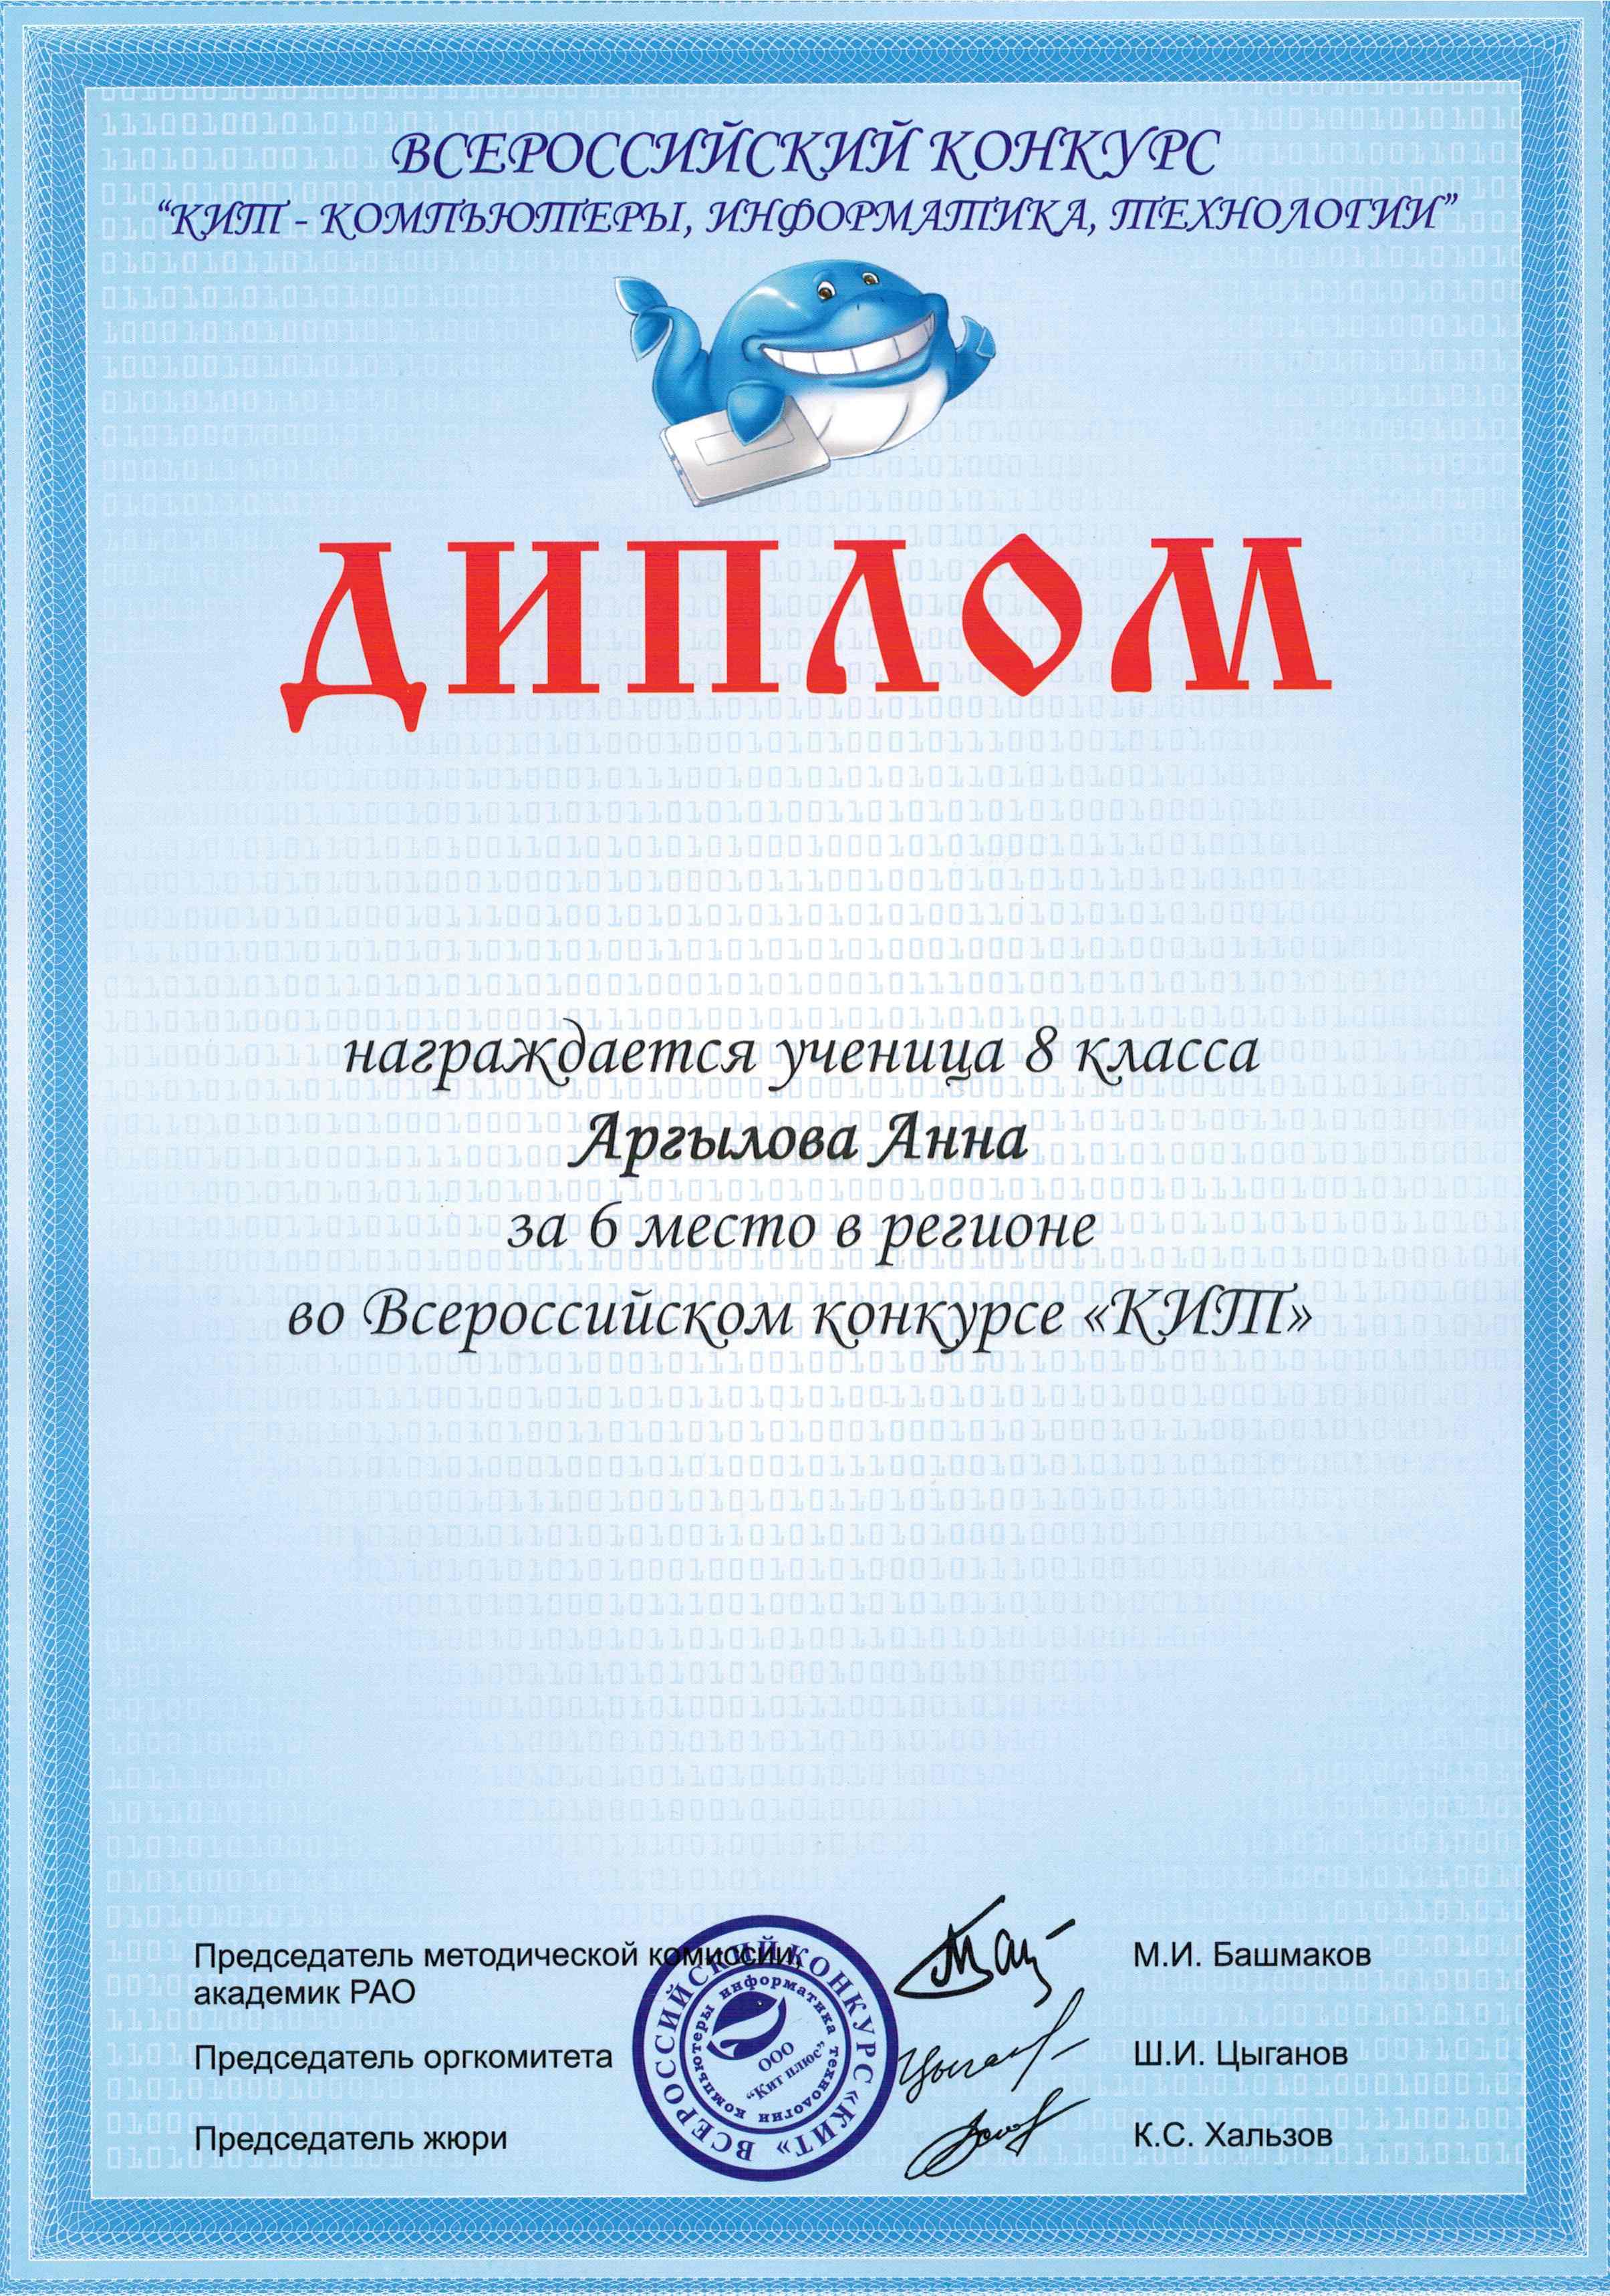 ВСЕРОССИЙСКИЙ КОНКУРС
“КИТ - КОМПЬЮТЕРЫ, ИНФОРМАТИКА, ТЕХНОЛОГИИ”
ДИПЛОМ
награждается ученица 8 класса
Аргылова Анна
за 6 место в регионе
во Всероссийском конкурсе «КИТ»
Председатель методической комиссии,
академик РАО
М.И. Башмаков
Председатель оргкомитета
Ш.И. Цыганов
Председатель жюри
К.С. Хальзов
ВСЕРОССИЙСКИЙ КОНКУРС «КИТ»
компьютеры информатика технологии
ООО
“Кит плюс”